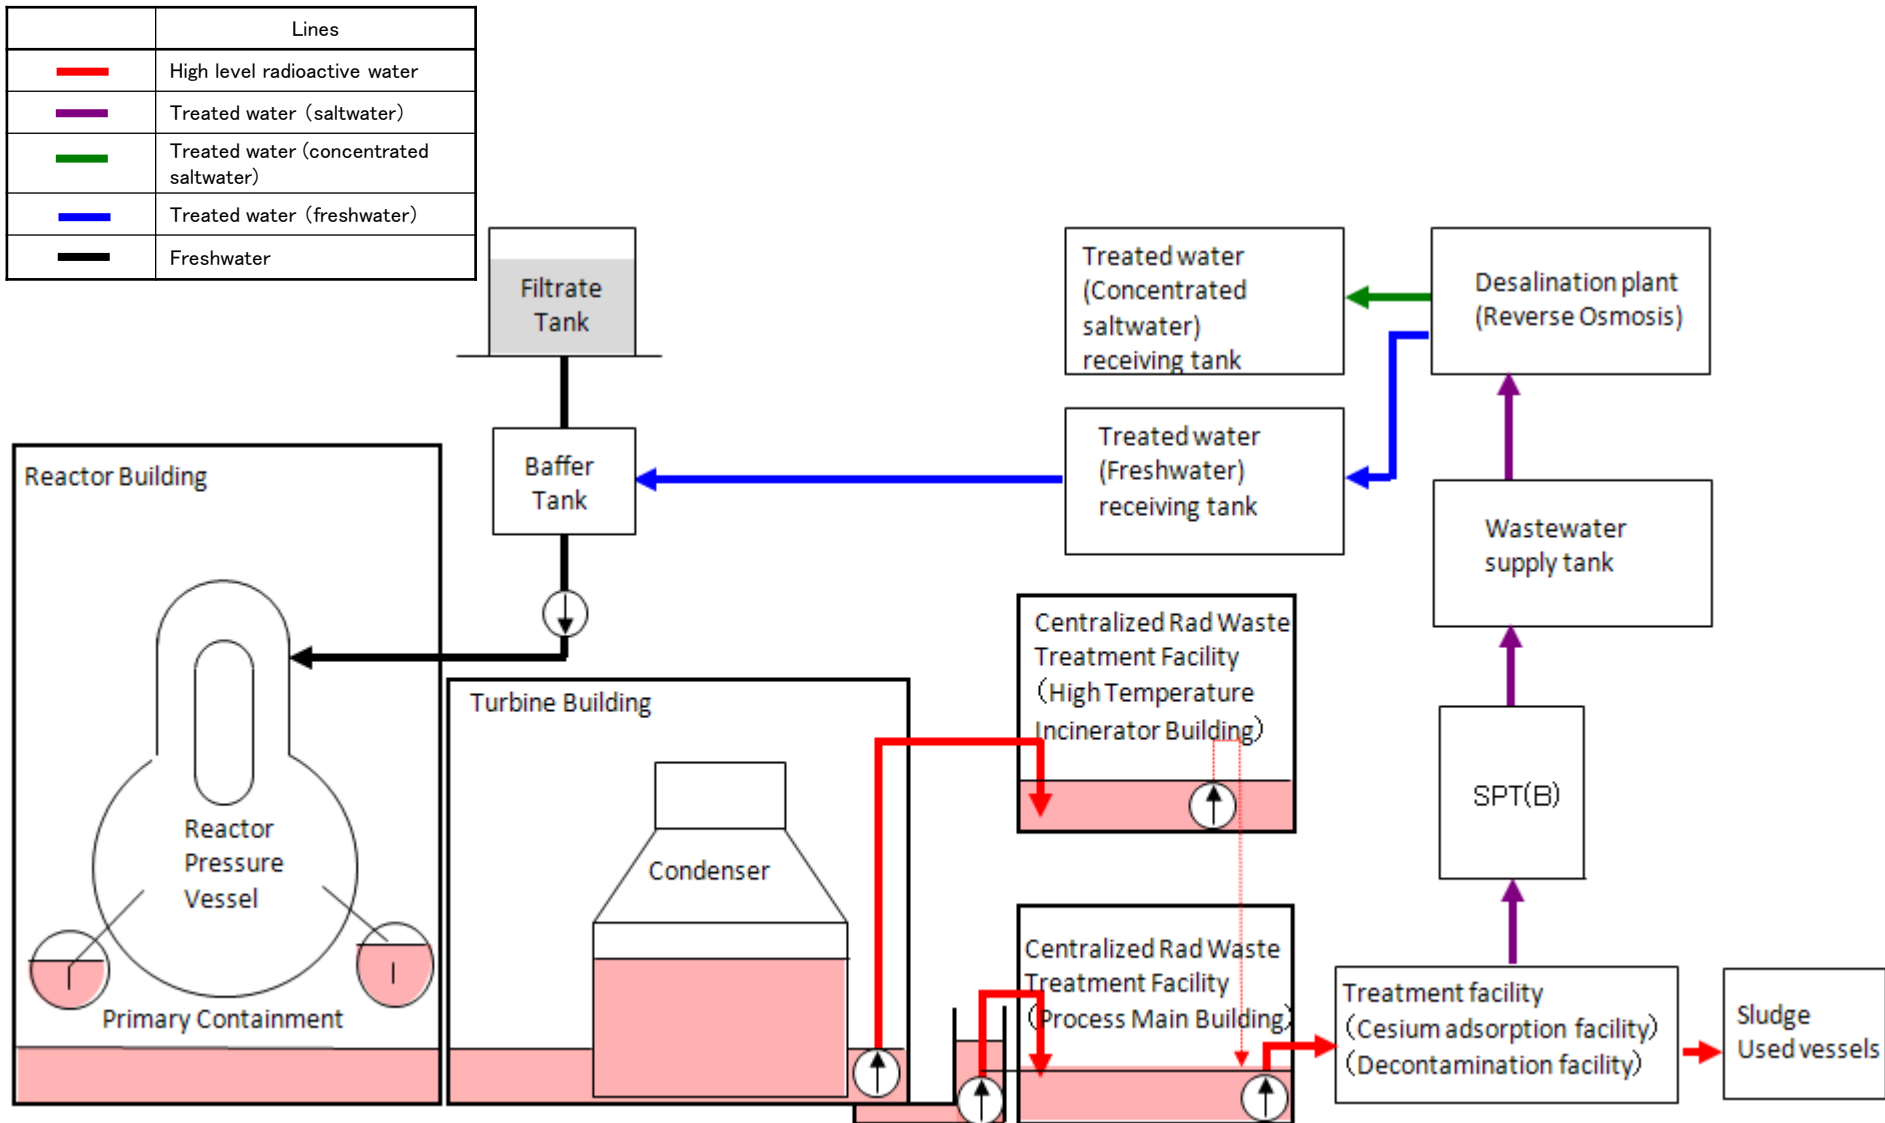 Lines
High level radioactive water
Treated water (saltwater)
Treated water (concentrated
saltwater)
Treated water (freshwater)
Freshwater
Filtrate
Tank
Treated water
(Concentrated
saltwater)
receiving tank
Desalination plant
(Reverse Osmosis)
Baffer
Tank
Treated water
(Freshwater)
receiving tank
Wastewater
supply tank
Reactor Building
Reactor
Pressure
Vessel
Primary Containment
Turbine Building
Condenser
Centralized Rad Waste
Treatment Facility
(High Temperature
Incinerator Building)
SPT(B)
Centralized Rad Waste
Treatment Facility
(Process Main Building)
Treatment facility
(Cesium adsorption facility)
(Decontamination facility)
Sludge
Used vessels